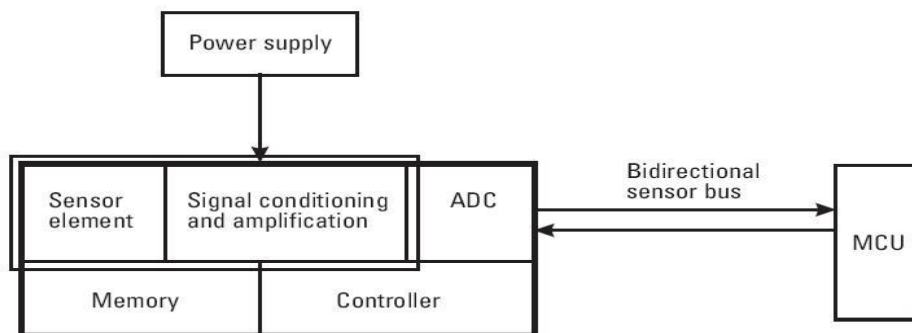 Power supply
Sensor
element
Signal conditioning
and amplification
ADC
Bidirectional
sensor bus
MCU
Memory
Controller